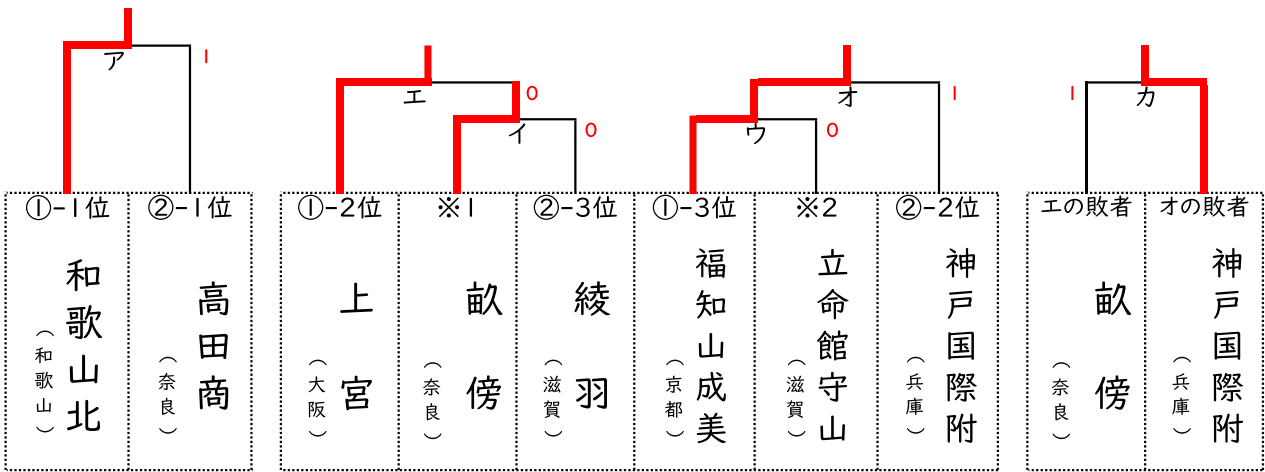 ア
1
エ
0
イ
0
オ
1
ウ
0
カ
1
①-1位
②-1位
①-2位
※1
②-3位
①-3位
※2
②-2位
エの敗者
オの敗者
和歌山北
（和歌山）
高田商
（奈良）
上宮
（大阪）
畝傍
（奈良）
綾羽
（滋賀）
福知山成美
（京都）
立命館守山
（滋賀）
神戸国際附
（兵庫）
畝傍
（奈良）
神戸国際附
（兵庫）